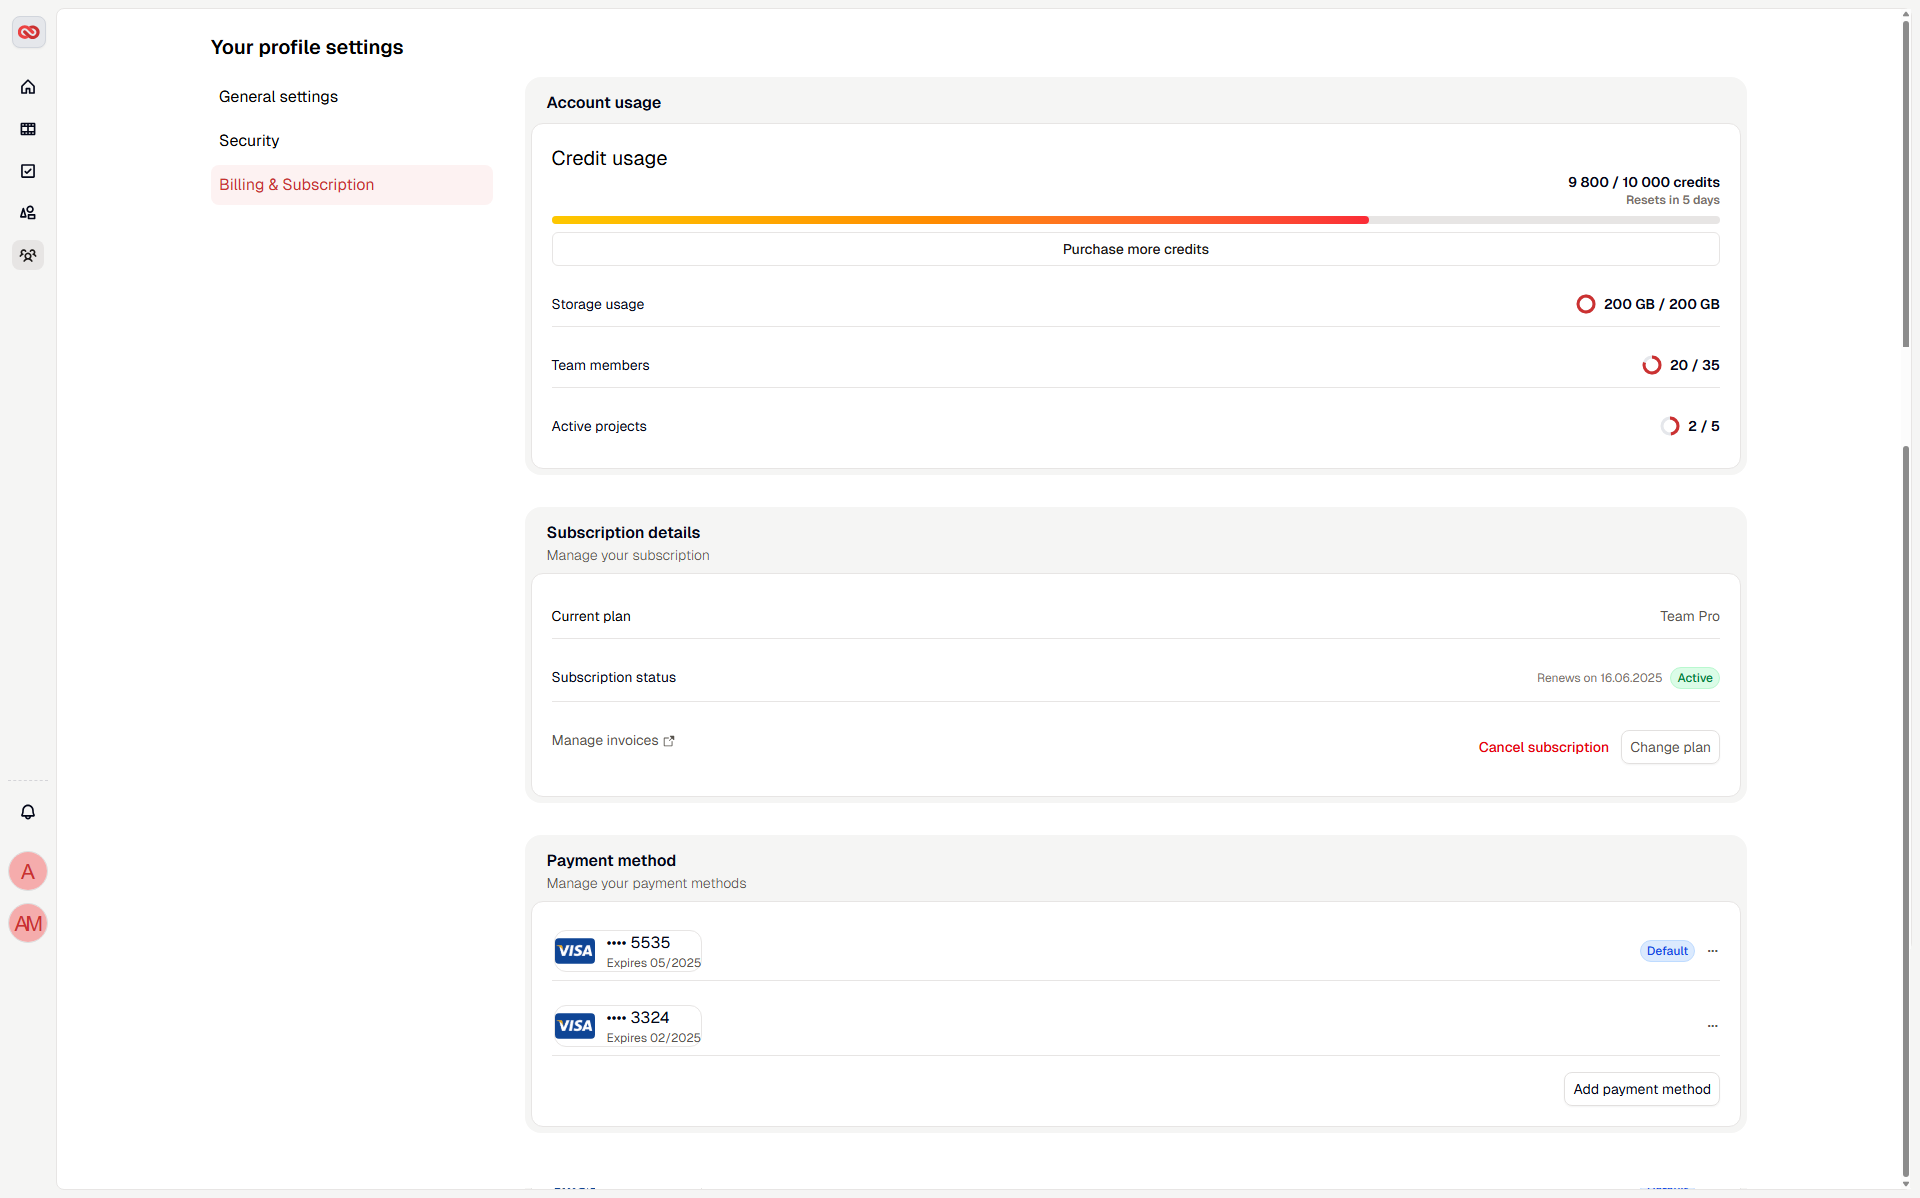 Your profile settings
General settings
Security
Billing & Subscription
Account usage
Credit usage
9 800 / 10 000 credits
Resets in 5 days
Purchase more credits
Storage usage
200 GB / 200 GB
Team members
20 / 35
Active projects
2 / 5
Subscription details
Manage your subscription
Current plan
Team Pro
Subscription status
Renews on 16.06.2025
Active
Manage invoices
Cancel subscription
Change plan
Payment method
Manage your payment methods
VISA
•••• 5535
Expires 05/2025
Default
VISA
•••• 3324
Expires 02/2025
Add payment method
A
AM